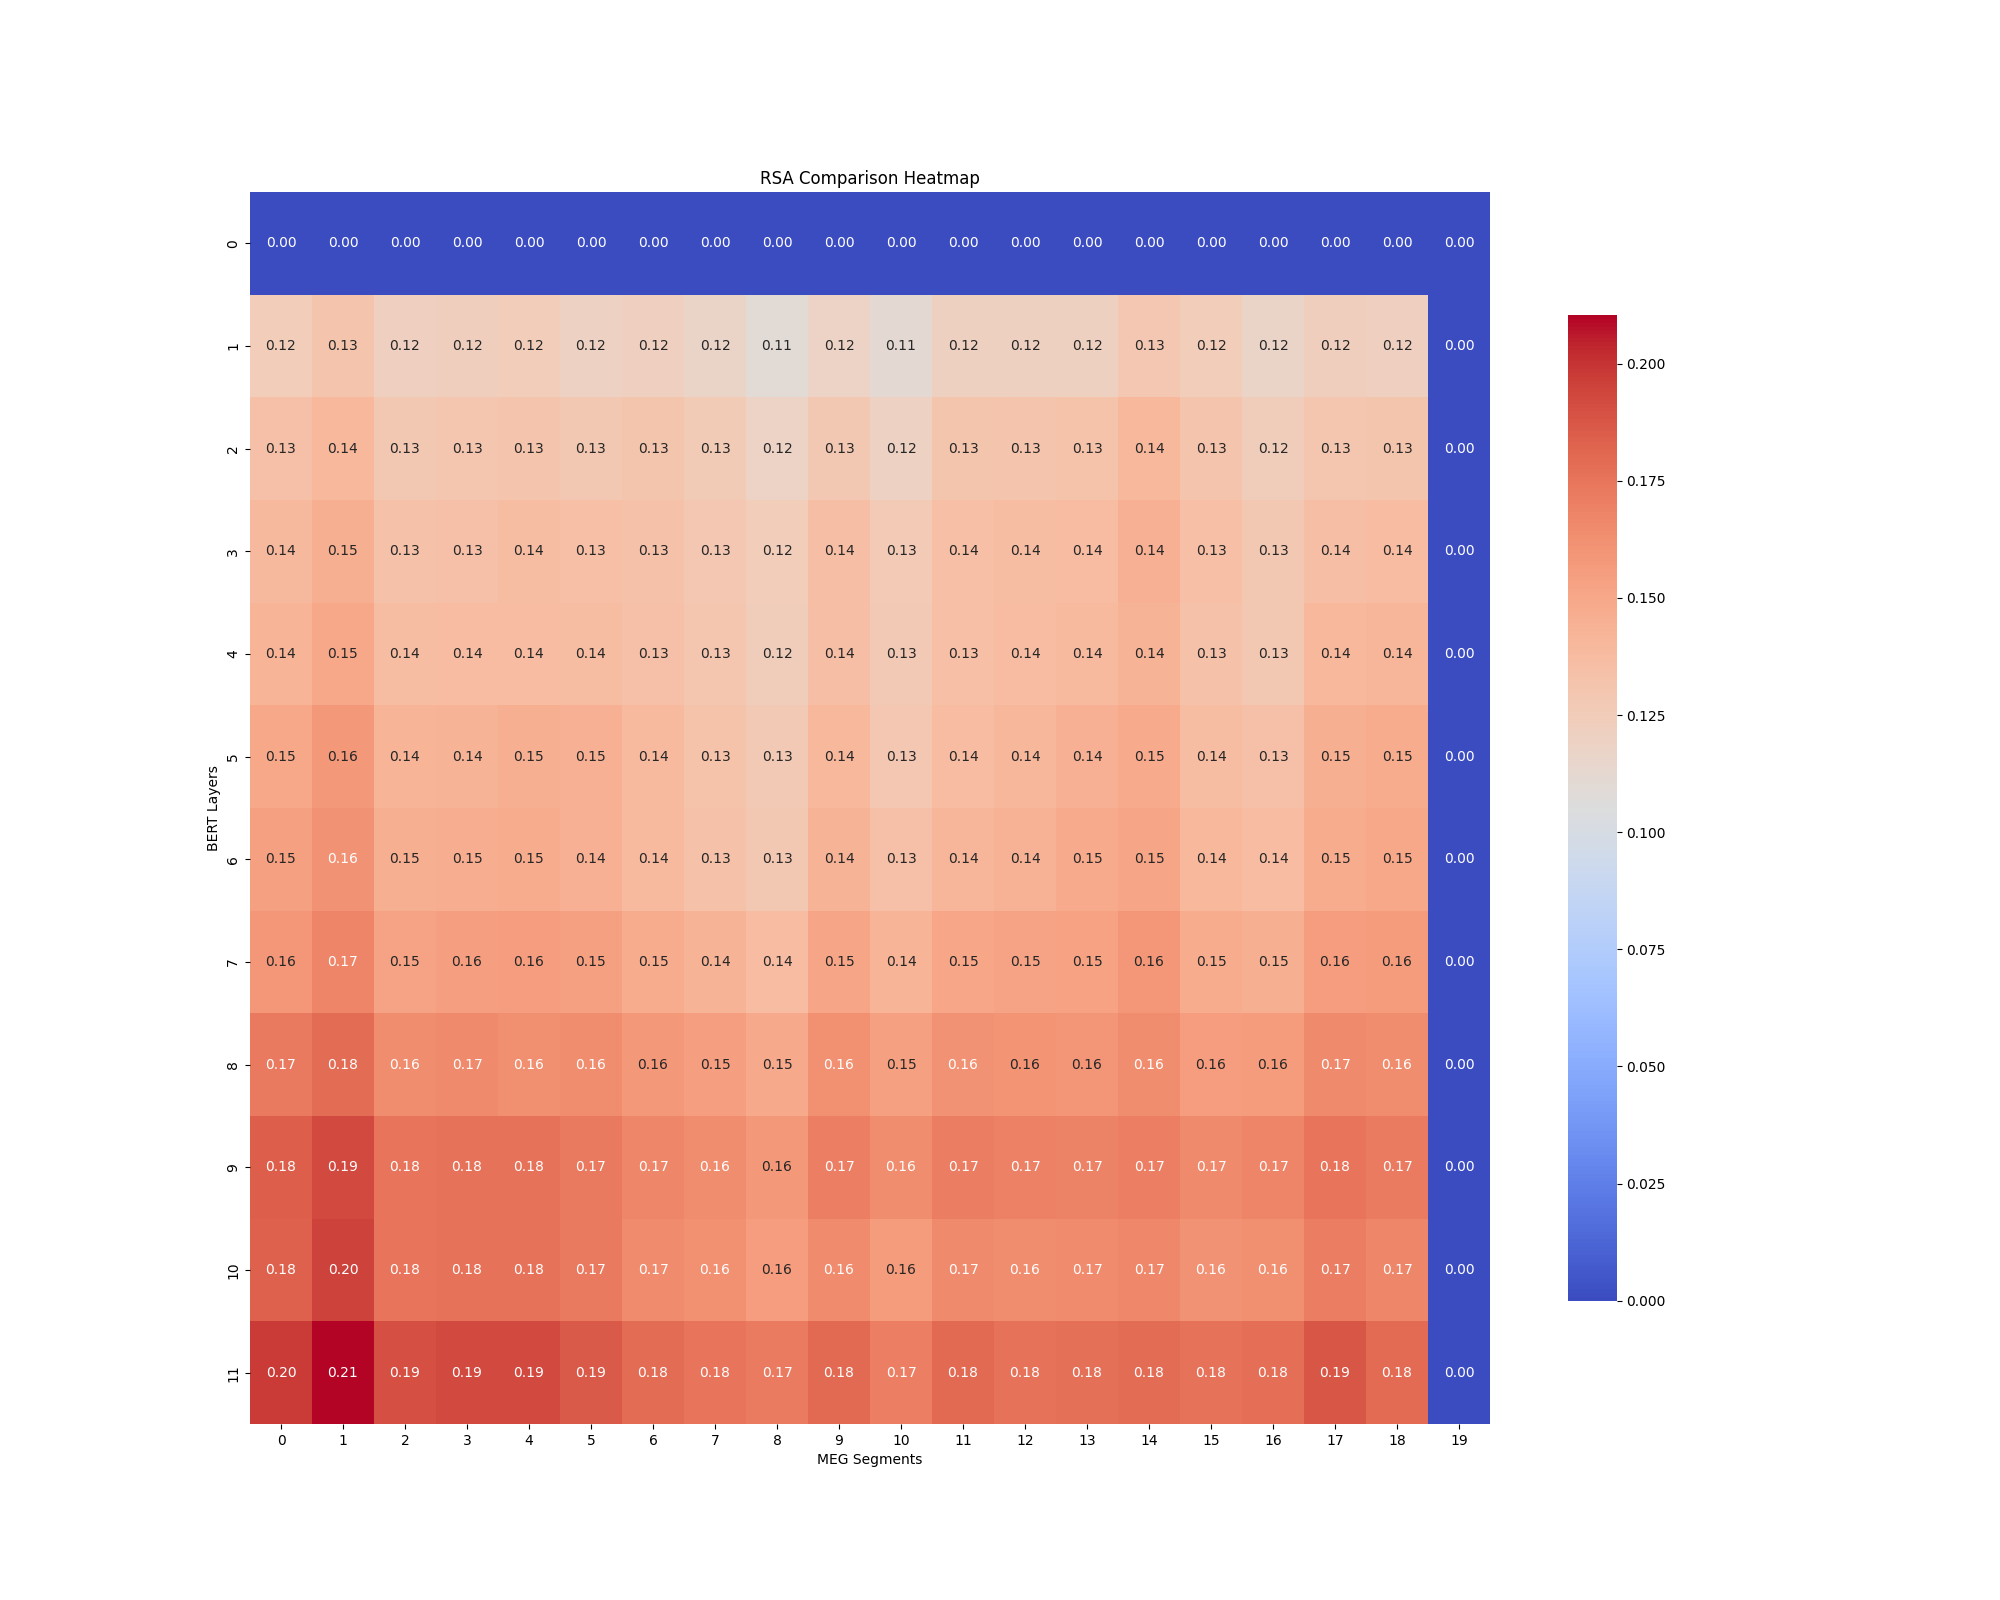 RSA Comparison Heatmap
0 0.00 0.00 0.00 0.00 0.00 0.00 0.00 0.00 0.00 0.00 0.00 0.00 0.00 0.00 0.00 0.00 0.00 0.00 0.00 0.00
1 0.12 0.13 0.12 0.12 0.12 0.12 0.12 0.12 0.11 0.12 0.11 0.12 0.12 0.12 0.13 0.12 0.12 0.12 0.12 0.00
2 0.13 0.14 0.13 0.13 0.13 0.13 0.13 0.13 0.12 0.13 0.12 0.13 0.13 0.13 0.14 0.13 0.12 0.13 0.13 0.00
3 0.14 0.15 0.13 0.13 0.14 0.13 0.13 0.13 0.12 0.14 0.13 0.14 0.14 0.14 0.14 0.13 0.13 0.14 0.14 0.00
4 0.14 0.15 0.14 0.14 0.14 0.14 0.13 0.13 0.12 0.14 0.13 0.13 0.14 0.14 0.14 0.13 0.13 0.14 0.14 0.00
5 0.15 0.16 0.14 0.14 0.15 0.15 0.14 0.13 0.13 0.14 0.13 0.14 0.14 0.14 0.15 0.14 0.13 0.15 0.15 0.00
6 0.15 0.16 0.15 0.15 0.15 0.14 0.14 0.13 0.13 0.14 0.13 0.14 0.14 0.15 0.15 0.14 0.14 0.15 0.15 0.00
7 0.16 0.17 0.15 0.16 0.16 0.15 0.15 0.14 0.14 0.15 0.14 0.15 0.15 0.15 0.16 0.15 0.15 0.16 0.16 0.00
8 0.17 0.18 0.16 0.17 0.16 0.16 0.16 0.15 0.15 0.16 0.15 0.16 0.16 0.16 0.16 0.16 0.16 0.17 0.16 0.00
9 0.18 0.19 0.18 0.18 0.18 0.17 0.17 0.16 0.16 0.17 0.16 0.17 0.17 0.17 0.17 0.17 0.17 0.18 0.17 0.00
10 0.18 0.20 0.18 0.18 0.18 0.17 0.17 0.16 0.16 0.16 0.16 0.17 0.16 0.17 0.17 0.16 0.16 0.17 0.17 0.00
11 0.20 0.21 0.19 0.19 0.19 0.19 0.18 0.18 0.17 0.18 0.17 0.18 0.18 0.18 0.18 0.18 0.18 0.19 0.18 0.00
0 1 2 3 4 5 6 7 8 9 10 11 12 13 14 15 16 17 18 19
MEG Segments
BERT Layers
0.200
0.175
0.150
0.125
0.100
0.075
0.050
0.025
0.000